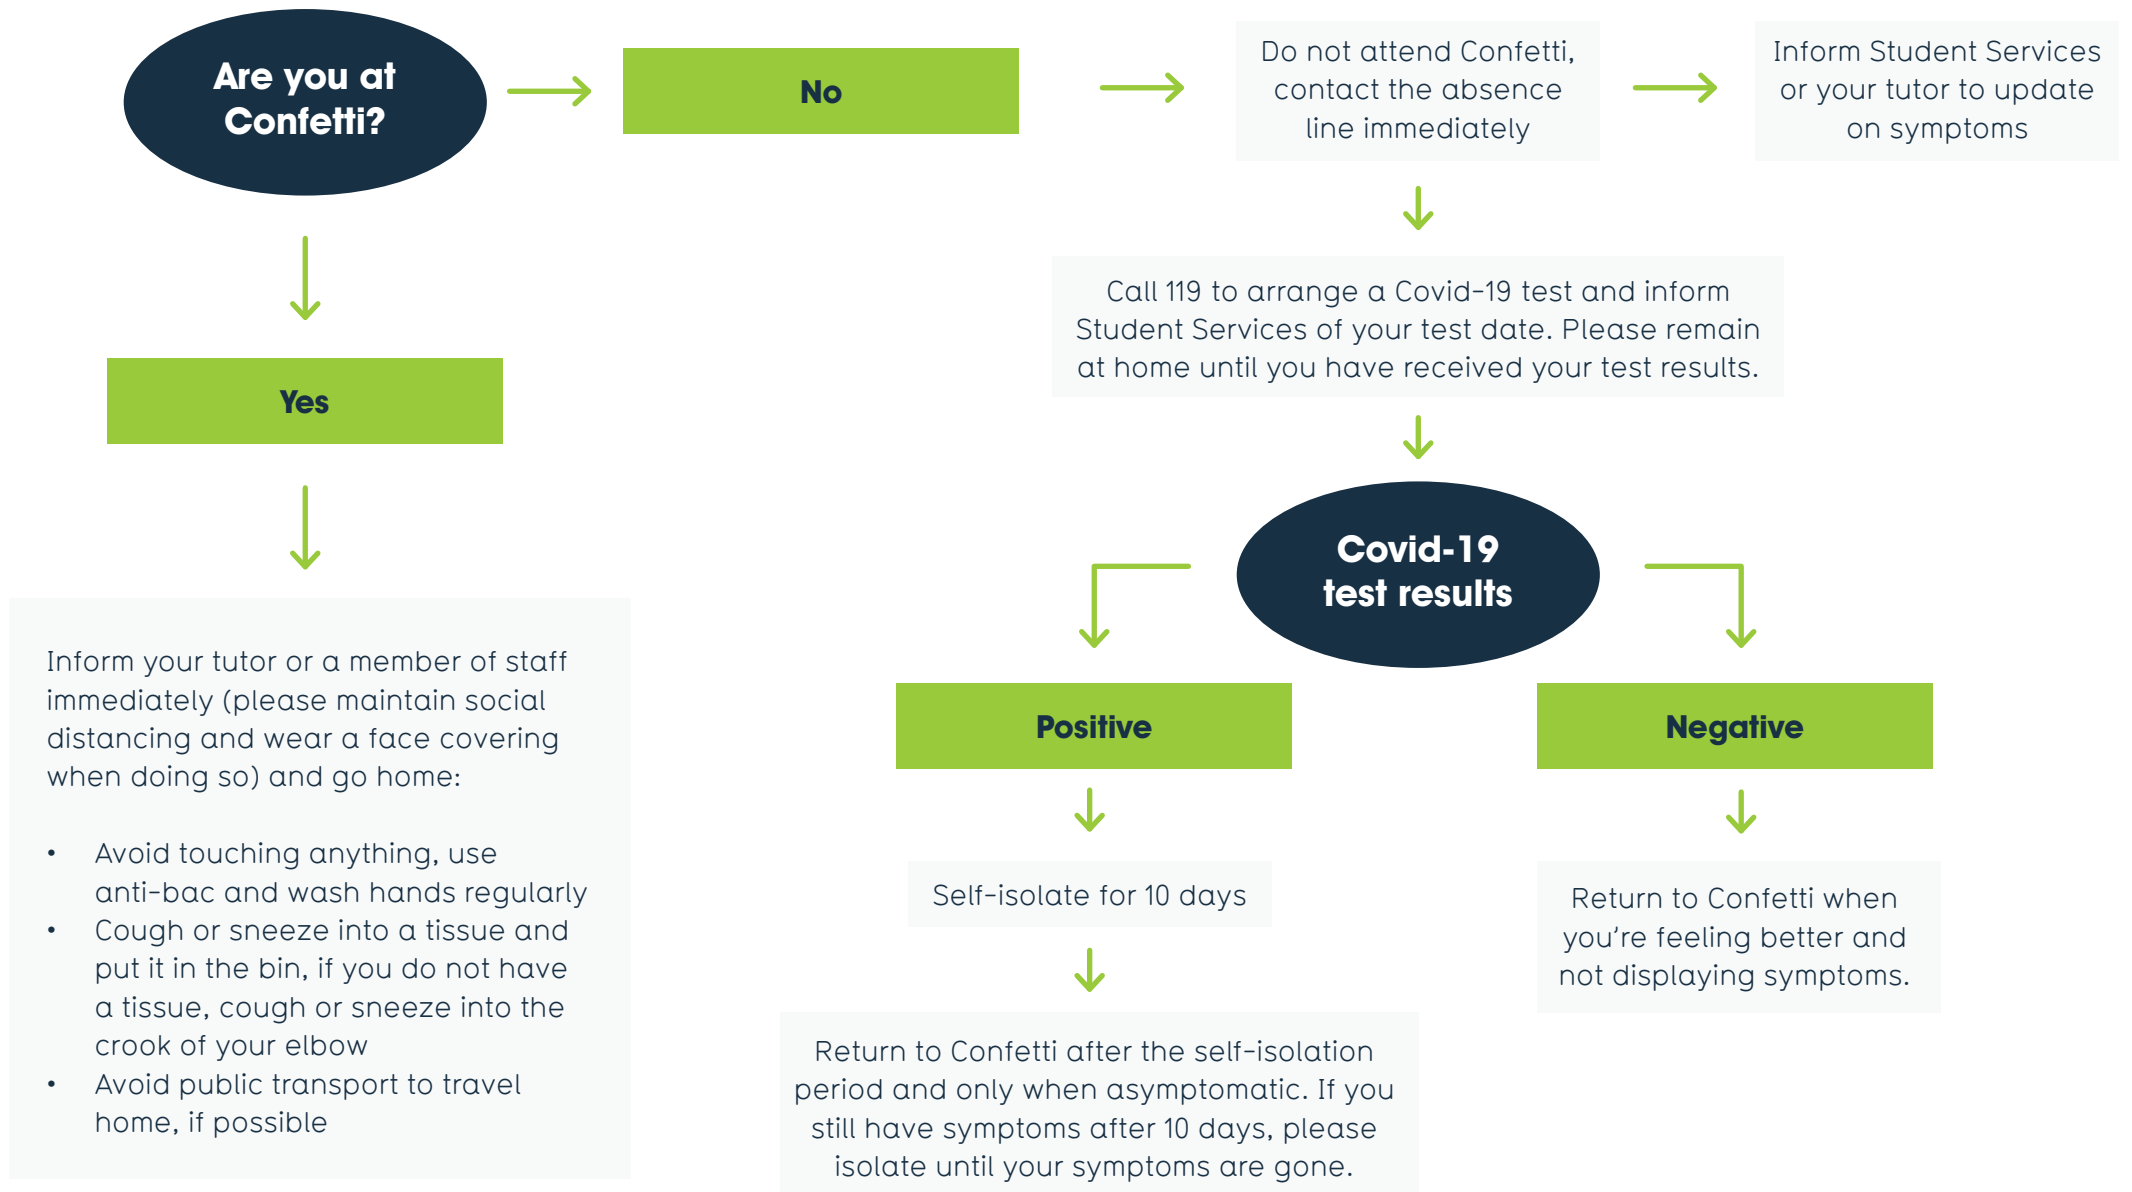 Are you at
Confetti?
No
Do not attend Confetti,
contact the absence
line immediately
Inform Student Services
or your tutor to update
on symptoms
Call 119 to arrange a Covid-19 test and inform
Student Services of your test date. Please remain
at home until you have received your test results.
Yes
Covid-19
test results
Inform your tutor or a member of staff
immediately (please maintain social
distancing and wear a face covering
when doing so) and go home:
• Avoid touching anything, use
anti-bac and wash hands regularly
• Cough or sneeze into a tissue and
put it in the bin, if you do not have
a tissue, cough or sneeze into the
crook of your elbow
• Avoid public transport to travel
home, if possible
Positive
Negative
Self-isolate for 10 days
Return to Confetti when
you're feeling better and
not displaying symptoms.
Return to Confetti after the self-isolation
period and only when asymptomatic. If you
still have symptoms after 10 days, please
isolate until your symptoms are gone.